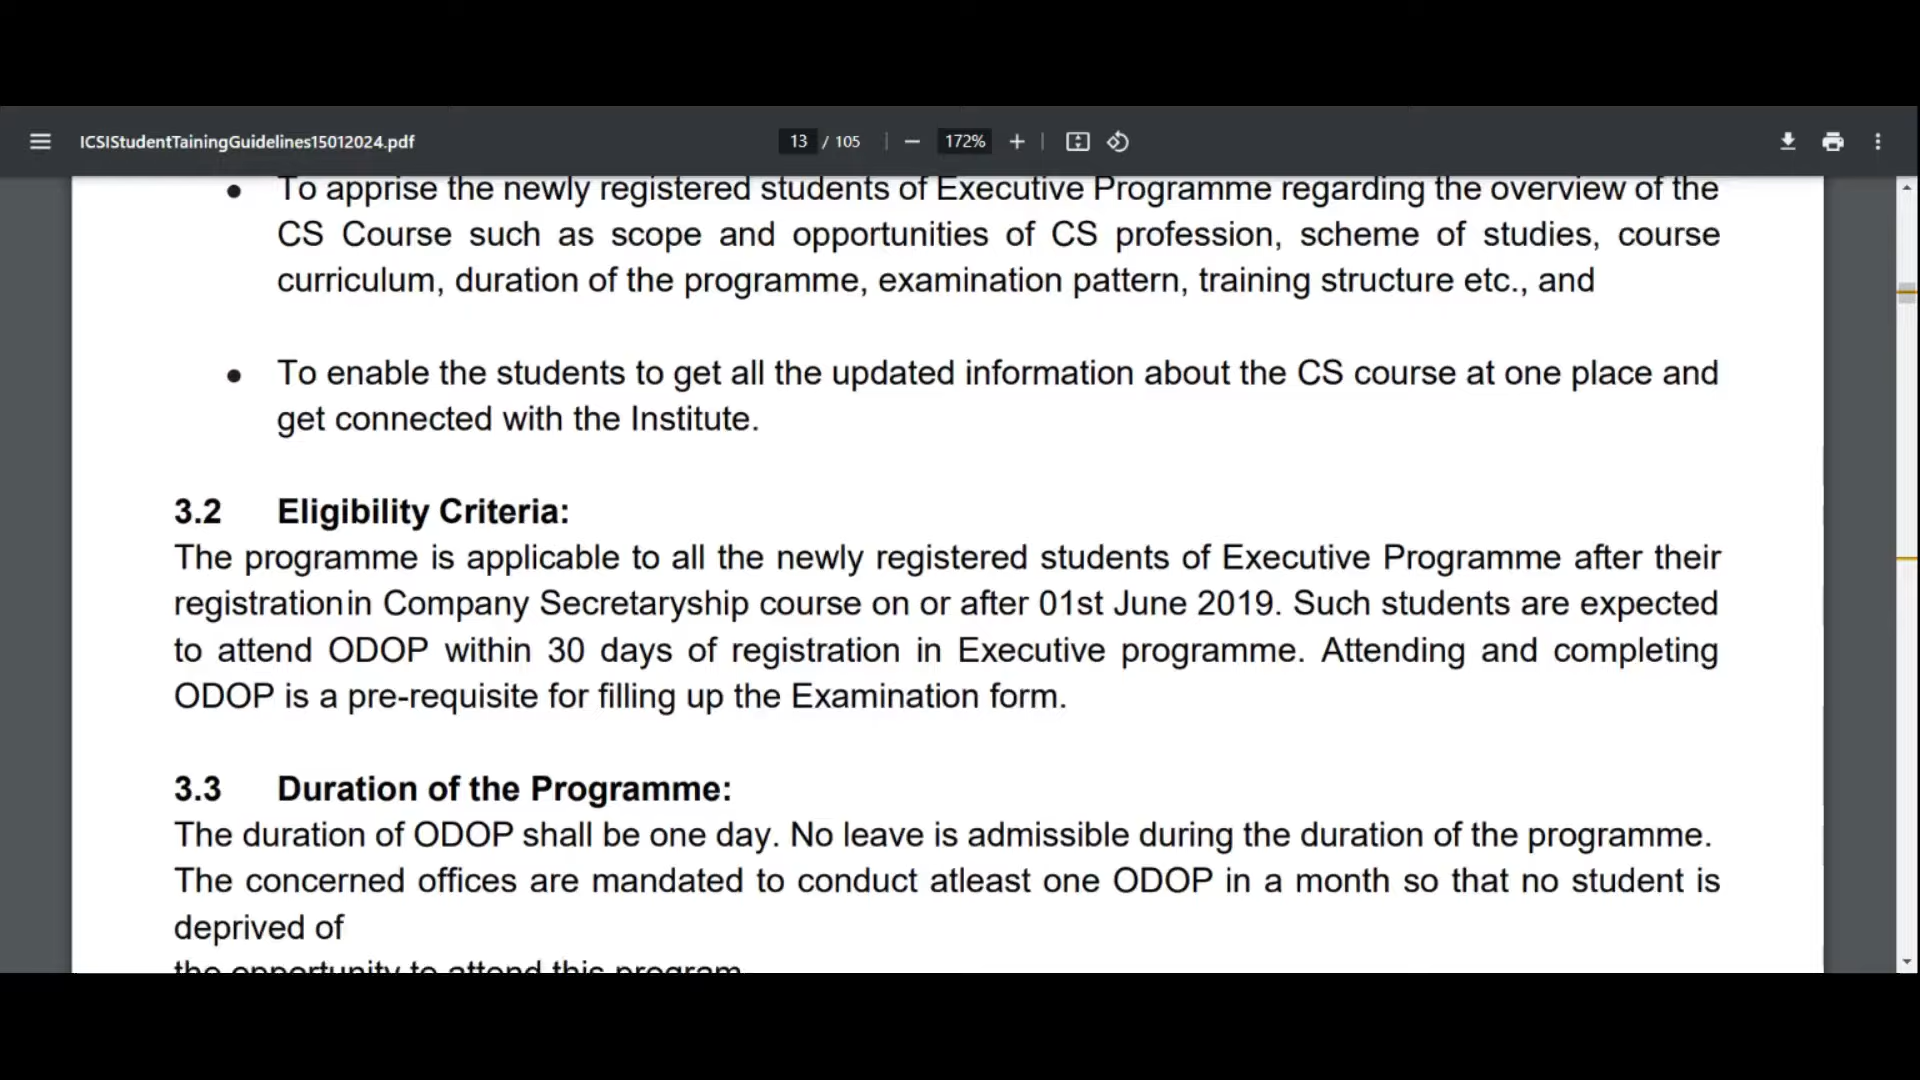 ICSIStudentTainingGuidelines15012024.pdf
13 / 105
172%
To apprise the newly registered students of Executive Programme regarding the overview of the
CS Course such as scope and opportunities of CS profession, scheme of studies, course
curriculum, duration of the programme, examination pattern, training structure etc., and
To enable the students to get all the updated information about the CS course at one place and
get connected with the Institute.
3.2 Eligibility Criteria:
The programme is applicable to all the newly registered students of Executive Programme after their
registrationin Company Secretaryship course on or after 01st June 2019. Such students are expected
to attend ODOP within 30 days of registration in Executive programme. Attending and completing
ODOP is a pre-requisite for filling up the Examination form.
3.3 Duration of the Programme:
The duration of ODOP shall be one day. No leave is admissible during the duration of the programme.
The concerned offices are mandated to conduct atleast one ODOP in a month so that no student is
deprived of
the opportunity to attend this program